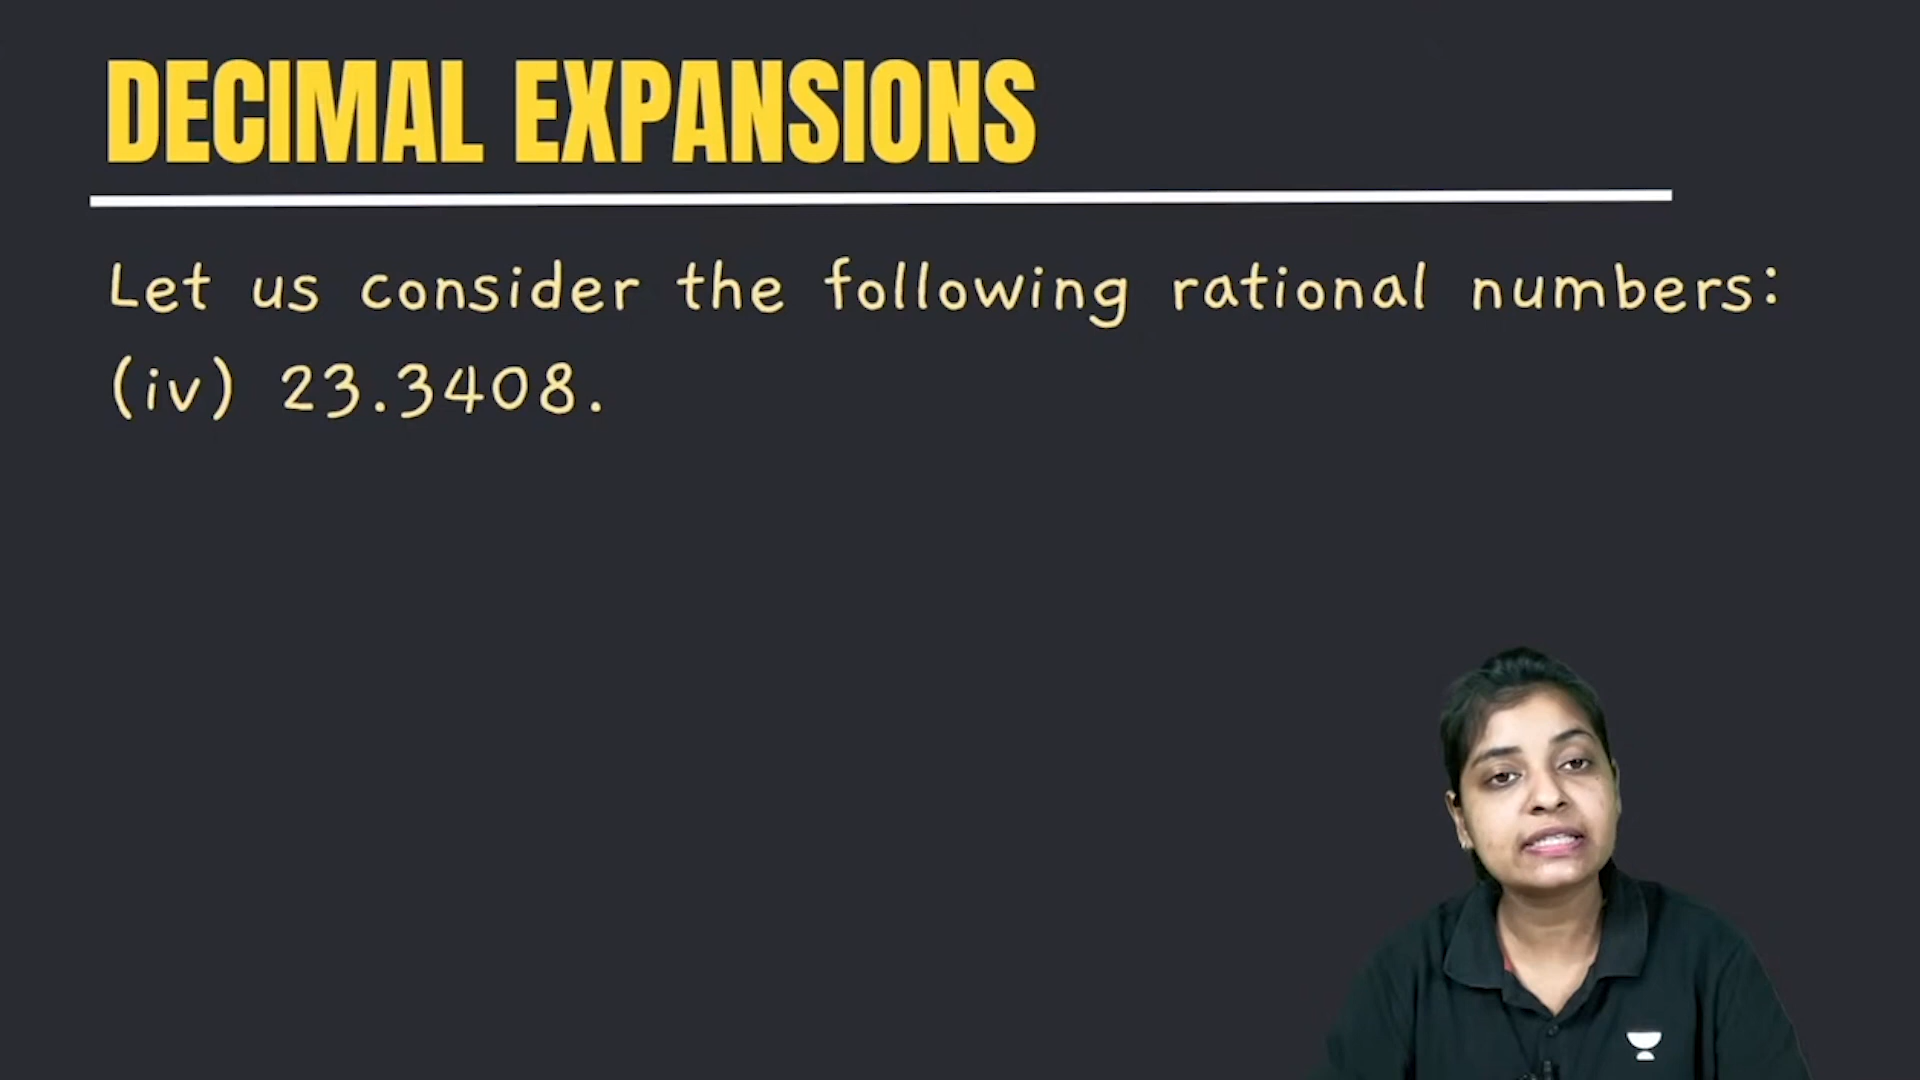 DECIMAL EXPANSIONS
Let us consider the following rational numbers:
(iv) 23.3408.